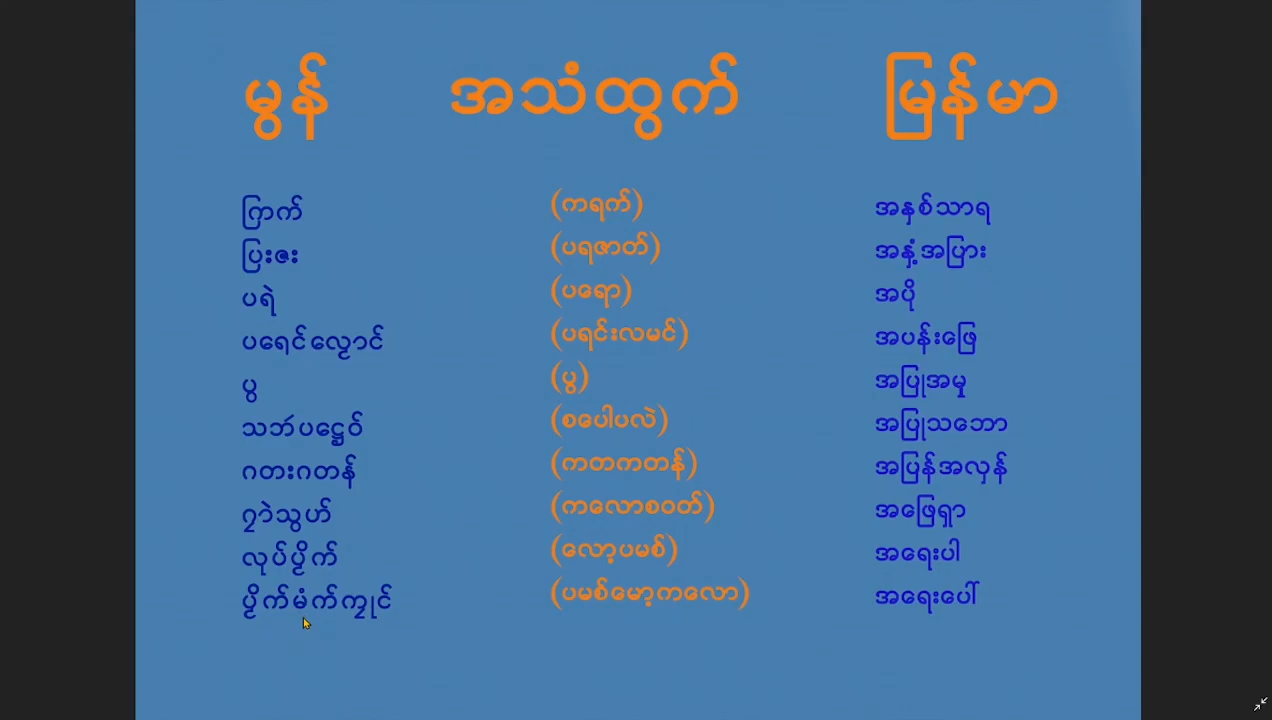 မွန် အသံထွက် မြန်မာ
ကြာက် (ကရက်) အနှစ်သာရ
ပြးဇး (ပရဇာတ်) အနှံ့အပြား
ပရဲ (ပရော) အပို
ပရေင်လ္ၚောင် (ပရင်းလမင်) အပန်းဖြေ
ပွ (ပွ) အပြုအမူ
သဘံပဋ္ဌေဝ် (စပေါပလဲ) အပြုသဘော
ဂတးဂတန် (ကတကတန်) အပြန်အလှန်
ဂၠာဲသွဟ် (ကလောစဝတ်) အဖြေရှာ
လုပ်ပ္ၚိက် (လော့ပမစ်) အရေးပါ
ပ္ၚိက်မံက်ကၠုင် (ပမစ်မော့ကလော) အရေးပေါ်